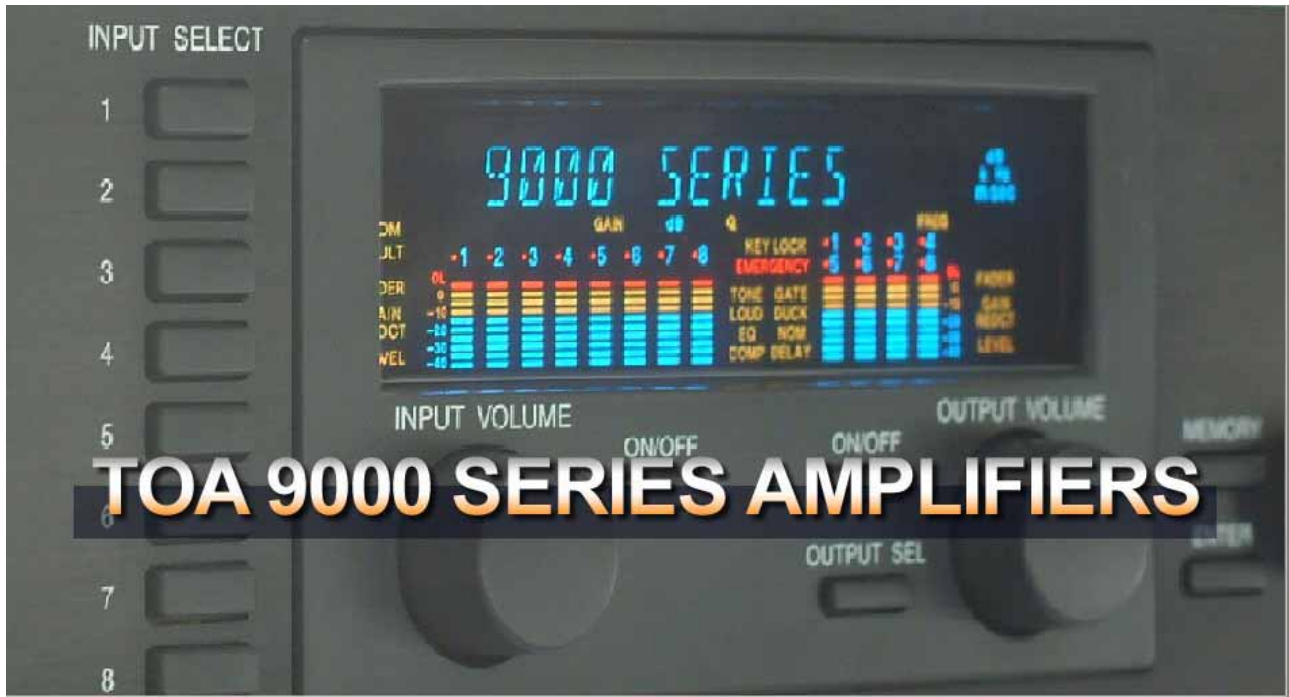 INPUT SELECT
1
2
3
4
5
6
7
8
9000 SERIES
GAIN dB Q FREQ
KEY LOCK
EMERGENCY
-1 -2 -3 -4 -5 -6 -7 -8
-1 -2 -3 -4
-5 -6 -7 -8
OL
0
-10
-20
-30
-40
TONE GATE
LOUD DUCK
EQ NOM
COMP DELAY
FADER
GAIN
REDCT
LEVEL
INPUT VOLUME
ON/OFF
ON/OFF
OUTPUT VOLUME
MEMORY
TOA 9000 SERIES AMPLIFIERS
OUTPUT SEL
ENTER